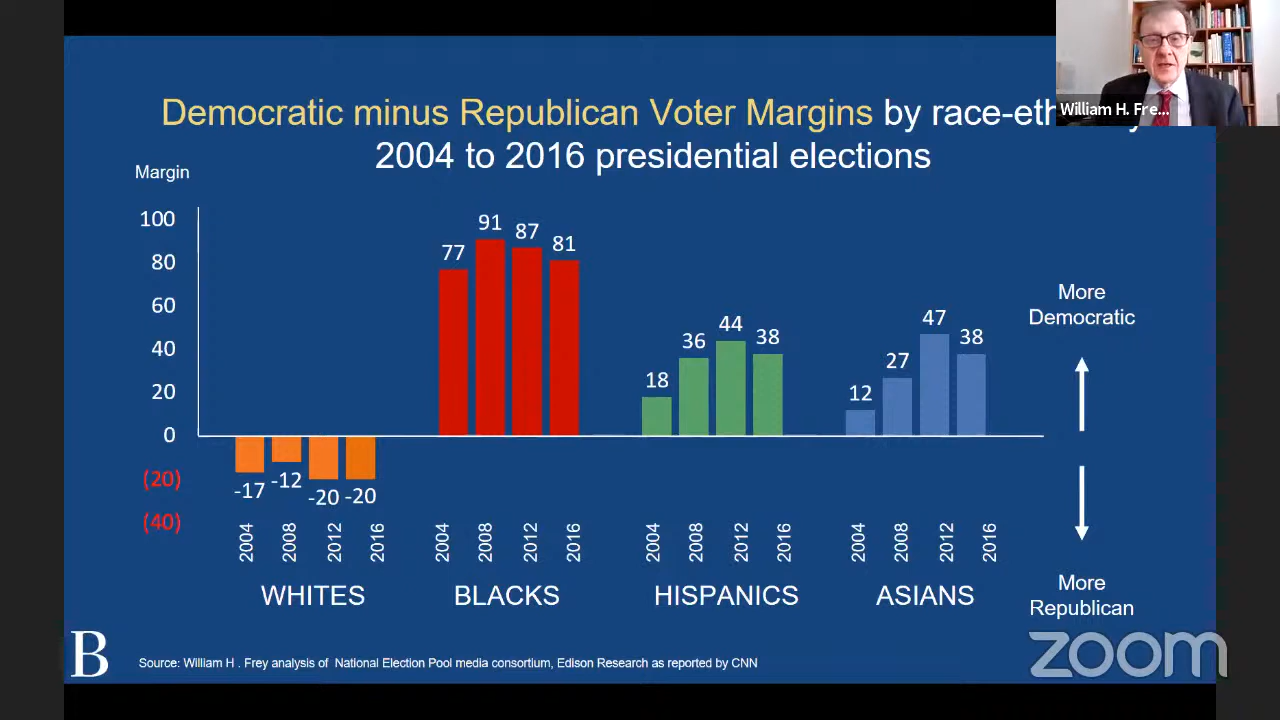 William H. Fre...
Democratic minus Republican Voter Margins by race-eth
2004 to 2016 presidential elections
Margin
100
80
60
40
20
0
(20)
(40)
-17
-12
-20
-20
77
91
87
81
18
36
44
38
12
27
47
38
2004
2008
2012
2016
2004
2008
2012
2016
2004
2008
2012
2016
2004
2008
2012
2016
WHITES
BLACKS
HISPANICS
ASIANS
More
Democratic
More
Republican
B
Source: William H . Frey analysis of National Election Pool media consortium, Edison Research as reported by CNN
zoom